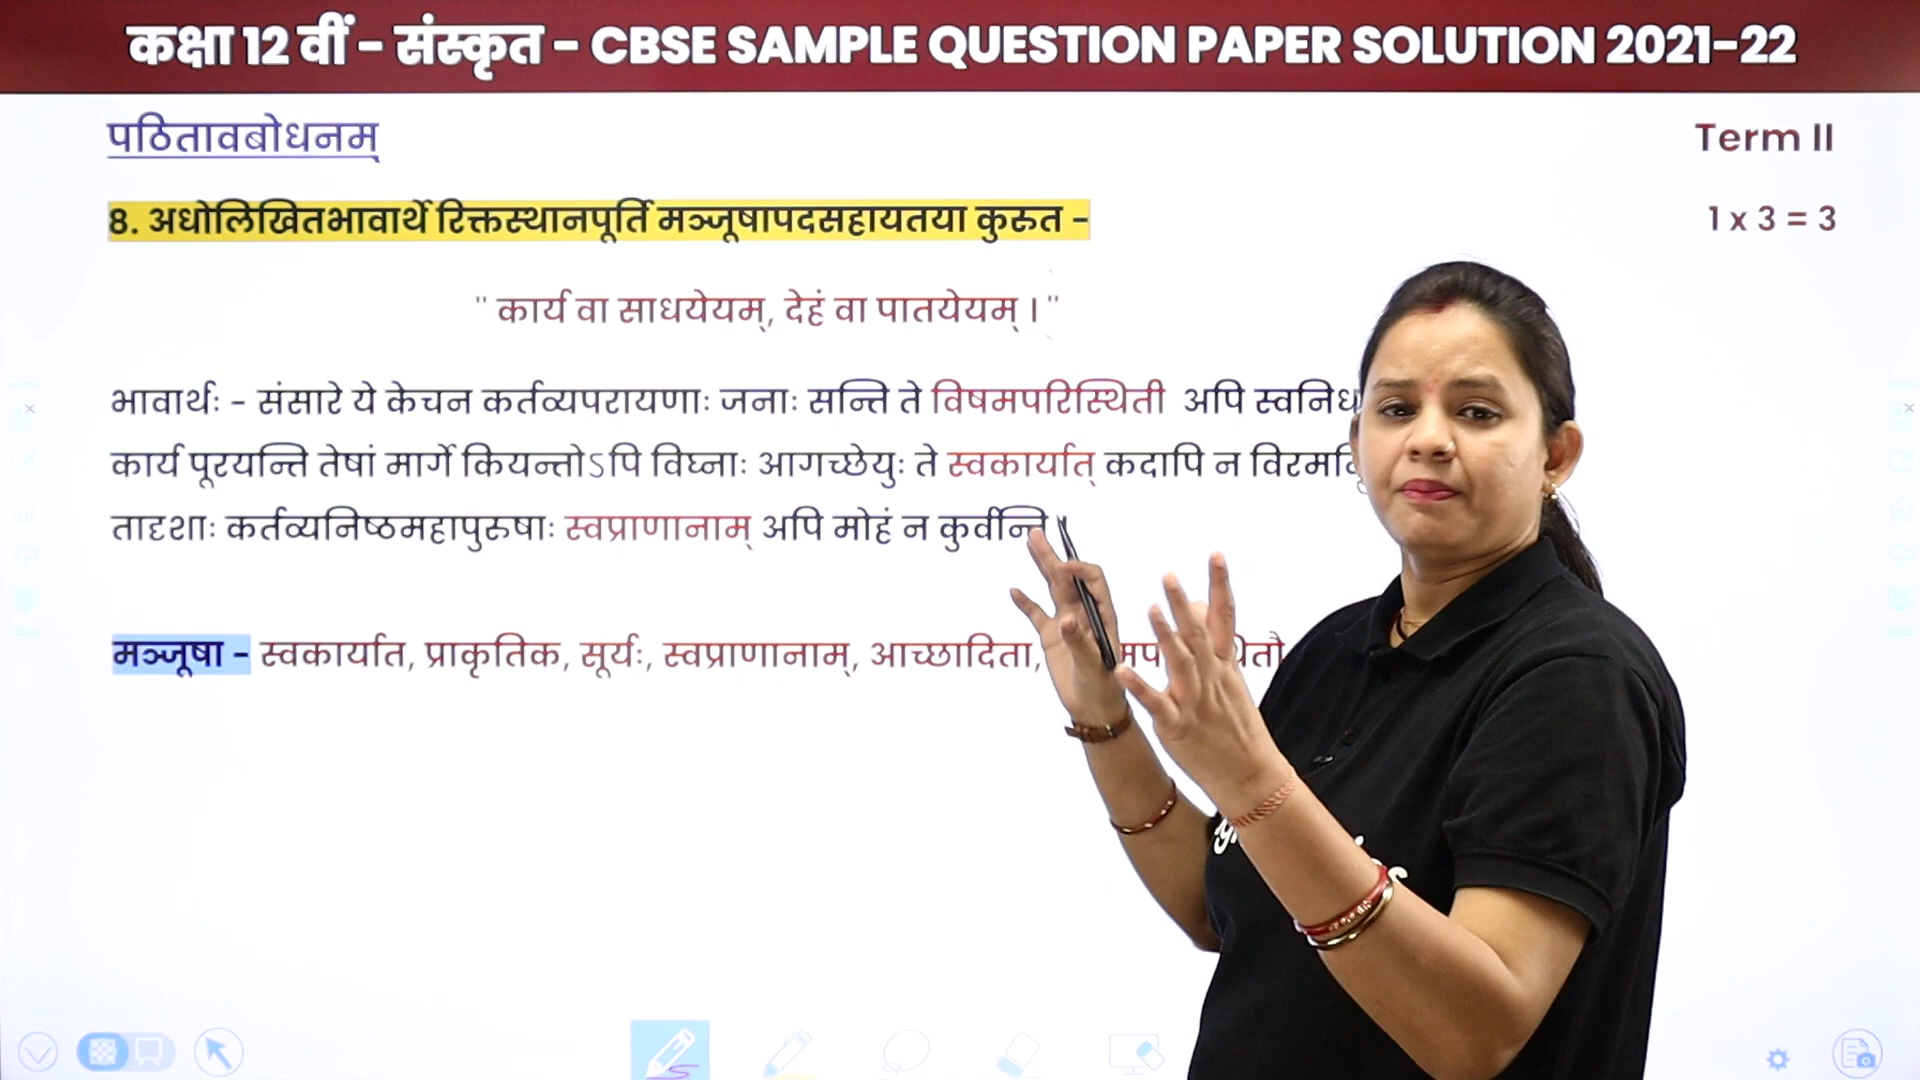 कक्षा 12 वीं – संस्कृत – CBSE SAMPLE QUESTION PAPER SOLUTION 2021-22
पठितावबोधनम्
Term II
8. अधोलिखितभावार्थे रिक्तस्थानपूर्ति मञ्जूषापदसहायतया कुरुत –
1 x 3 = 3
" कार्य वा साधयेयम्, देहं वा पातयेयम् । "
भावार्थः – संसारे ये केचन कर्तव्यपरायणाः जनाः सन्ति ते विषमपरिस्थिती अपि
कार्य पूरयन्ति तेषां मार्गे कियन्तोऽपि विघ्नाः आगच्छेयुः ते स्वकार्यात् कदापि न
तादृशाः कर्तव्यनिष्ठमहापुरुषाः स्वप्राणानाम् अपि मोहं न कुर्वन्ति
मञ्जूषा – स्वकार्यात, प्राकृतिक, सूर्यः, स्वप्राणानाम्, आच्छादिता,